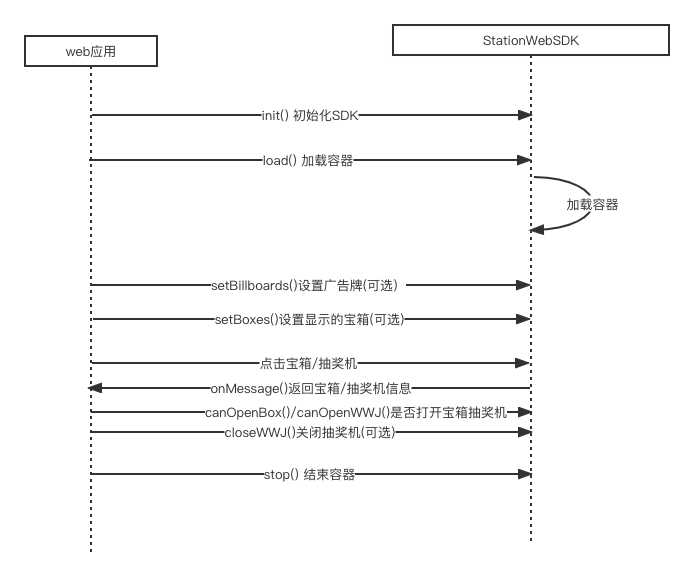 web应用
StationWebSDK
init() 初始化SDK
load() 加载容器
加载容器
setBillboards()设置广告牌(可选)
setBoxes()设置显示的宝箱(可选)
点击宝箱/抽奖机
onMessage()返回宝箱/抽奖机信息
canOpenBox()/canOpenWWJ()是否打开宝箱抽奖机
closeWWJ()关闭抽奖机(可选)
stop() 结束容器